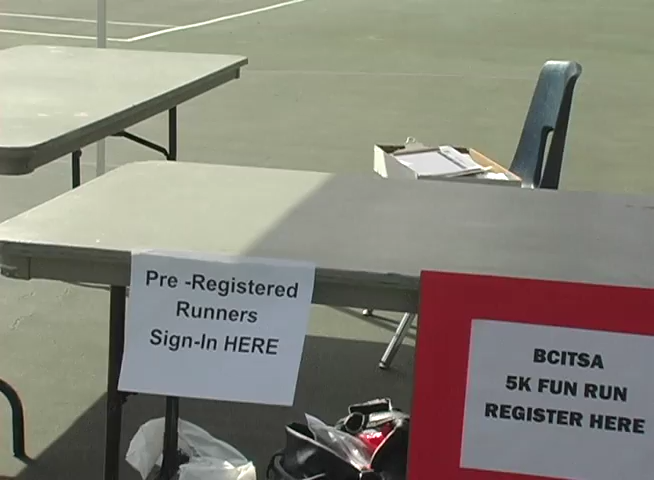 Pre -Registered
Runners
Sign-In HERE
BCITSA
5K FUN RUN
REGISTER HERE